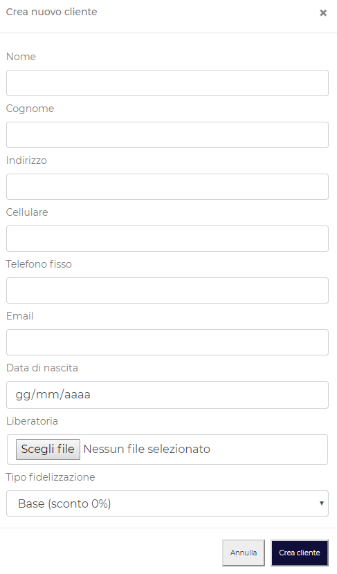 Crea nuovo cliente ×
Nome
Cognome
Indirizzo
Cellulare
Telefono fisso
Email
Data di nascita
gg/mm/aaaa
Liberatoria
Scegli file Nessun file selezionato
Tipo fidelizzazione
Base (sconto 0%)
Annulla Crea cliente